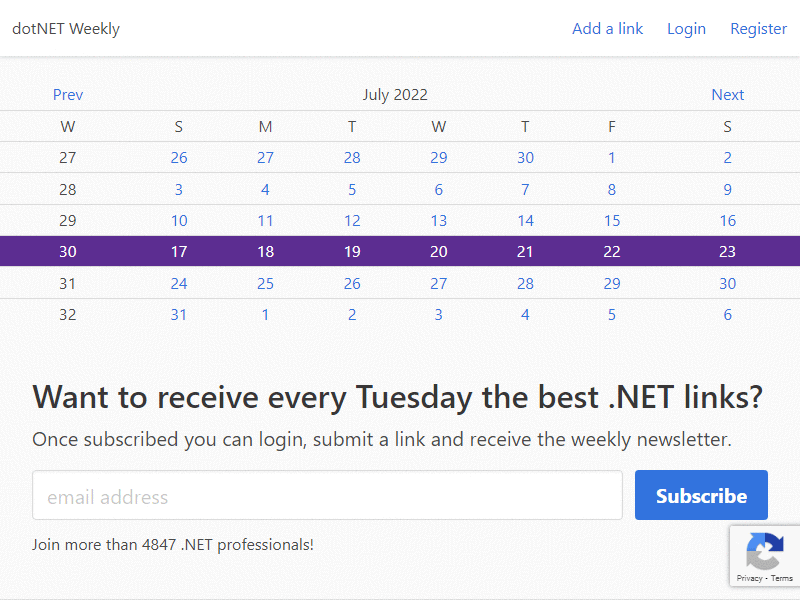 dotNET Weekly Add a link Login Register
Prev July 2022 Next
W S M T W T F S
27 26 27 28 29 30 1 2
28 3 4 5 6 7 8 9
29 10 11 12 13 14 15 16
30 17 18 19 20 21 22 23
31 24 25 26 27 28 29 30
32 31 1 2 3 4 5 6
Want to receive every Tuesday the best .NET links?
Once subscribed you can login, submit a link and receive the weekly newsletter.
email address Subscribe
Join more than 4847 .NET professionals!
Privacy - Terms